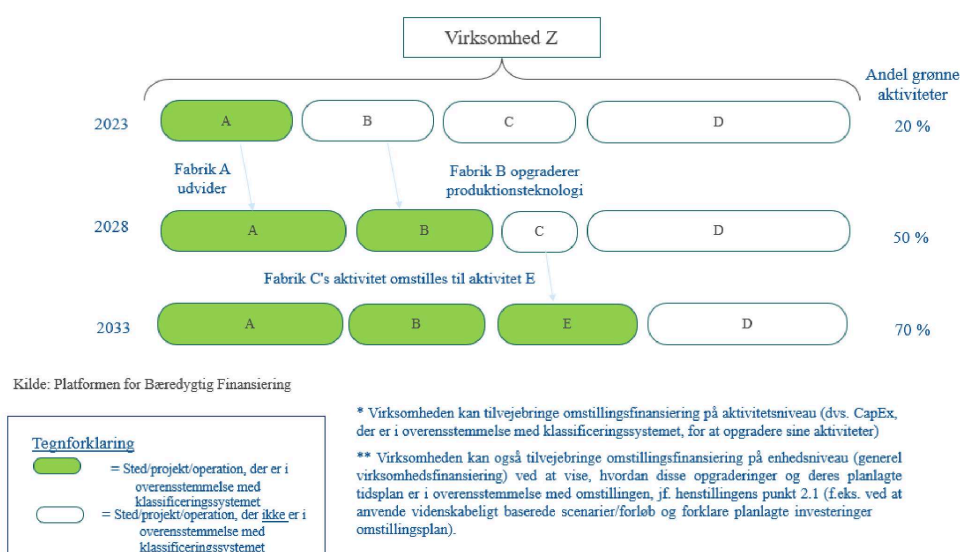 Virksomhed Z
Andel grønne
aktiviteter
2023
A
B
C
D
20 %
Fabrik A
udvider
Fabrik B opgraderer
produktionsteknologi
2028
A
B
C
D
50 %
Fabrik C's aktivitet omstilles til aktivitet E
2033
A
B
E
D
70 %
Kilde: Platformen for Bæredygtig Finansiering
Tegnforklaring
= Sted/projekt/operation, der er i
overensstemmelse med
klassificeringssystemet
= Sted/projekt/operation, der ikke er i
overensstemmelse med
klassificeringssystemet
* Virksomheden kan tilvejebringe omstillingsfinansiering på aktivitetsniveau (dvs. CapEx,
der er i overensstemmelse med klassificeringssystemet, for at opgradere sine aktiviteter)
** Virksomheden kan også tilvejebringe omstillingsfinansiering på enhedsniveau (generel
virksomhedsfinansiering) ved at vise, hvordan disse opgraderinger og deres planlagte
tidsplan er i overensstemmelse med omstillingen, jf. henstillingens punkt 2.1 (f.eks. ved at
anvende videnskabeligt baserede scenarier/forløb og forklare planlagte investeringer
omstillingsplan).